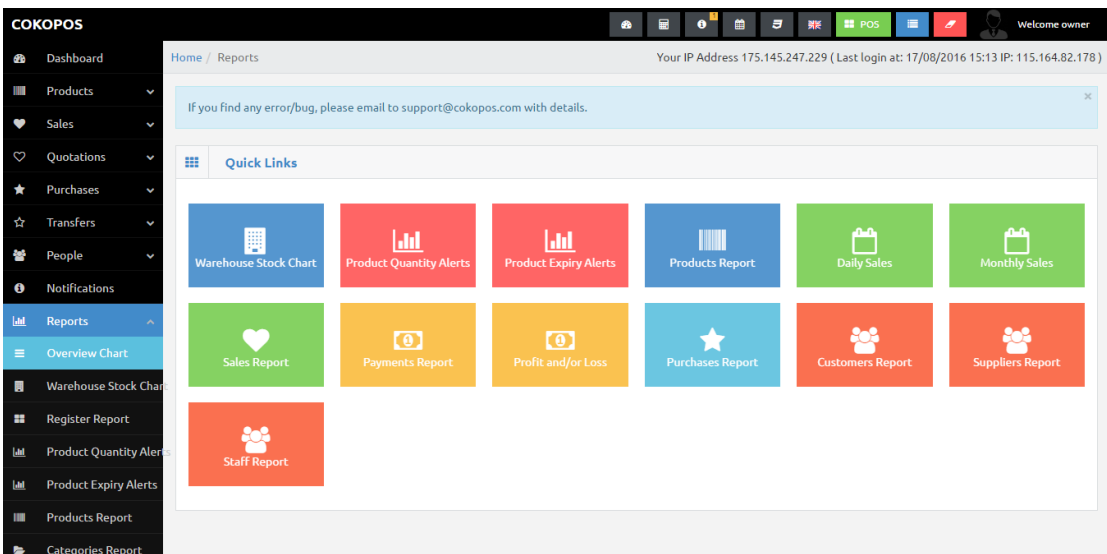 COKOPOS
1
POS
Welcome owner
Dashboard
Products
Sales
Quotations
Purchases
Transfers
People
Notifications
Reports
Overview Chart
Warehouse Stock Char
Register Report
Product Quantity Alerts
Product Expiry Alerts
Products Report
Categories Report
Home / Reports
Your IP Address 175.145.247.229 ( Last login at: 17/08/2016 15:13 IP: 115.164.82.178 )
If you find any error/bug, please email to support@cokopos.com with details.
×
Quick Links
Warehouse Stock Chart
Product Quantity Alerts
Product Expiry Alerts
Products Report
Daily Sales
Monthly Sales
Sales Report
Payments Report
Profit and/or Loss
Purchases Report
Customers Report
Suppliers Report
Staff Report